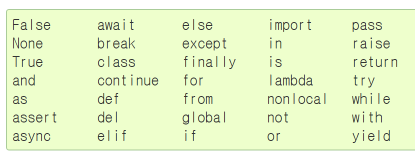 False await else import pass
None break except in raise
True class finally is return
and continue for lambda try
as def from nonlocal while
assert del global not with
async elif if or yield